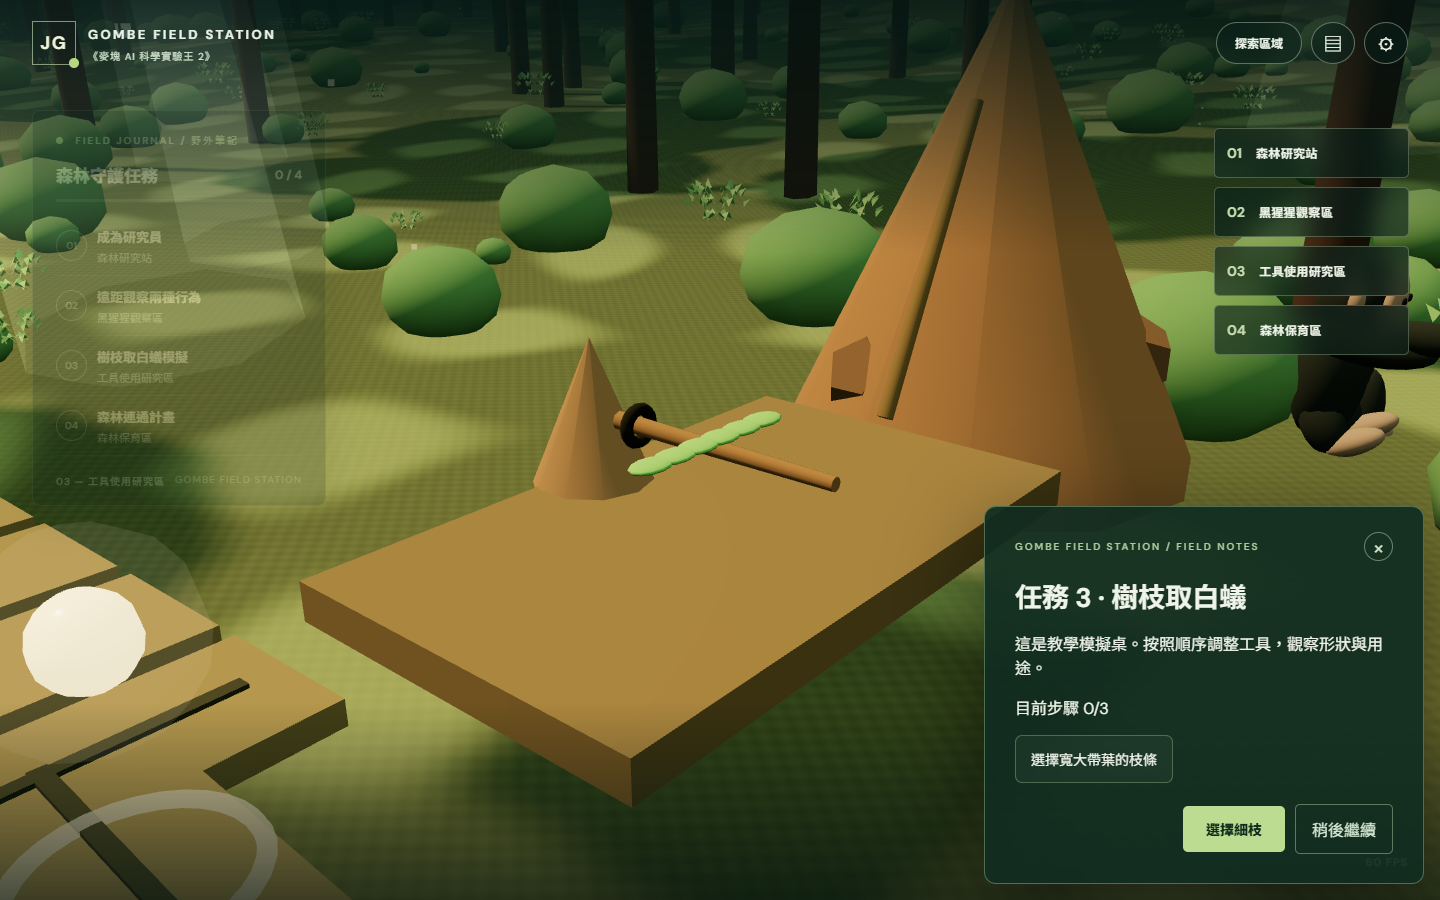 JG
GOMBE FIELD STATION
《麥塊 AI 科學實驗王 2》
探索區域
FIELD JOURNAL / 野外筆記
森林守護任務
0 / 4
01
成為研究員
森林研究站
02
遠距觀察兩種行為
黑猩猩觀察區
03
樹枝取白蟻模擬
工具使用研究區
04
森林連通計畫
森林保育區
03 — 工具使用研究區
GOMBE FIELD STATION
01 森林研究站
02 黑猩猩觀察區
03 工具使用研究區
04 森林保育區
GOMBE FIELD STATION / FIELD NOTES
×
任務 3 · 樹枝取白蟻
這是教學模擬桌。按照順序調整工具，觀察形狀與用
途。
目前步驟 0/3
選擇寬大帶葉的枝條
選擇細枝
稍後繼續
60 FPS